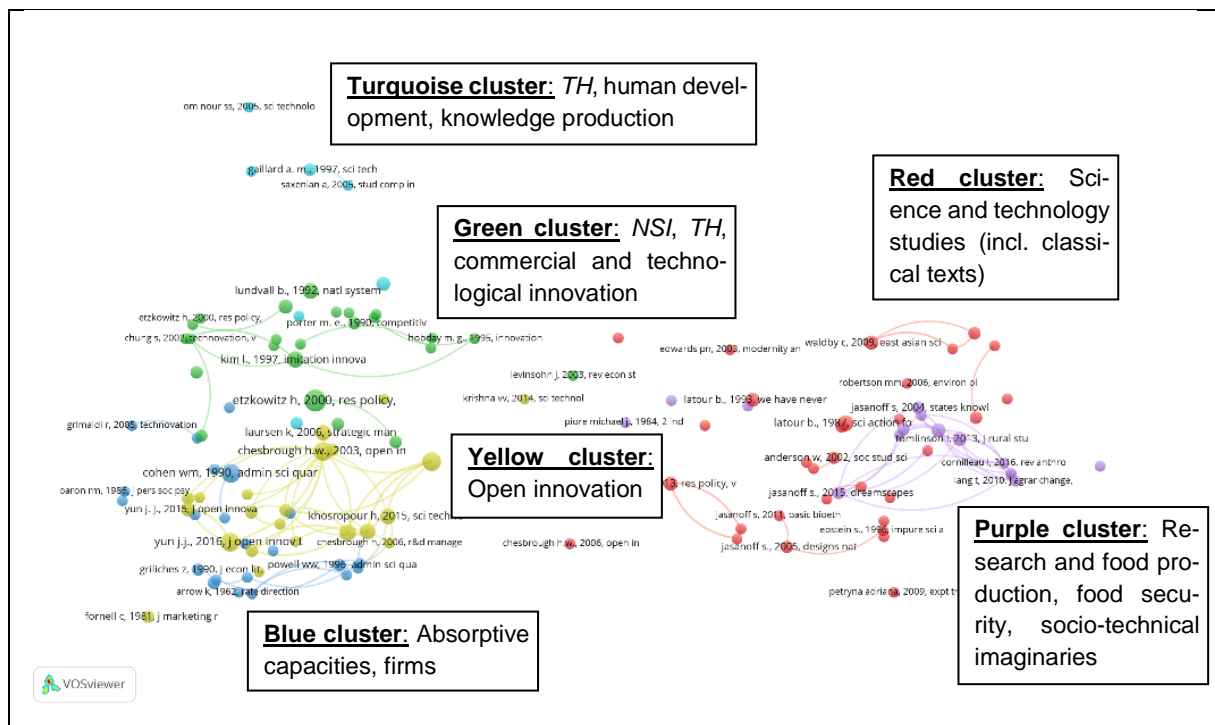 Turquoise cluster: TH, human devel-
opment, knowledge production
om nour ss, 2005, sci technolo
gaillard a. m., 1997, sci tech
saxenian a, 2005, stud comp in
Red cluster: Sci-
ence and technology
studies (incl. classi-
cal texts)
Green cluster: NSI, TH,
commercial and techno-
logical innovation
lundvall b., 1992, natl system
etzkowitz h, 2000, res policy,
porter m. e., 1990, competitiv
chung s, 2002, technovation, v
hobday m. g., 1995, innovation
kim l., 1997, imitation innova
edwards pn, 2003, modernity an
waldby c, 2009, east asian sci
levinsohn j, 2003, rev econ st
robertson mm, 2006, environ pl
etzkowitz h, 2000, res policy,
krishna vv, 2014, sci technol
latour b., 1993, we have never
jasanoff s, 2004, states knowl
grimaldi r, 2005, technovation
laursen k, 2006, strategic man
piore michael j, 1984, 2 ind
latour b., 1987, sci action fo
tomlinson i, 2013, j rural stu
chesbrough h.w., 2003, open in
Yellow cluster:
Open innovation
anderson w, 2002, soc stud sci
cornilleau l, 2016, rev anthro
cohen wm, 1990, admin sci quar
lang t, 2010, j agrar change,
baron rm, 1986, j pers soc psy
13, res policy, v
jasanoff s., 2015, dreamscapes
yun j. j., 2015, j open innova
khosropour h, 2015, sci techno
jasanoff s, 2011, basic bioeth
epstein s., 1996, impure sci a
yun j.j., 2016, j open innov t
chesbrough h, 2006, r&d manage
chesbrough h.w., 2006, open in
jasanoff s., 2005, designs nat
griliches z, 1990, j econ lit,
powell ww, 1996, admin sci qua
arrow k, 1962, rate direction
petryna adriana, 2009, expt tr
fornell c, 1981, j marketing r
Blue cluster: Absorptive
capacities, firms
Purple cluster: Re-
search and food pro-
duction, food secu-
rity, socio-technical
imaginaries
VOSviewer